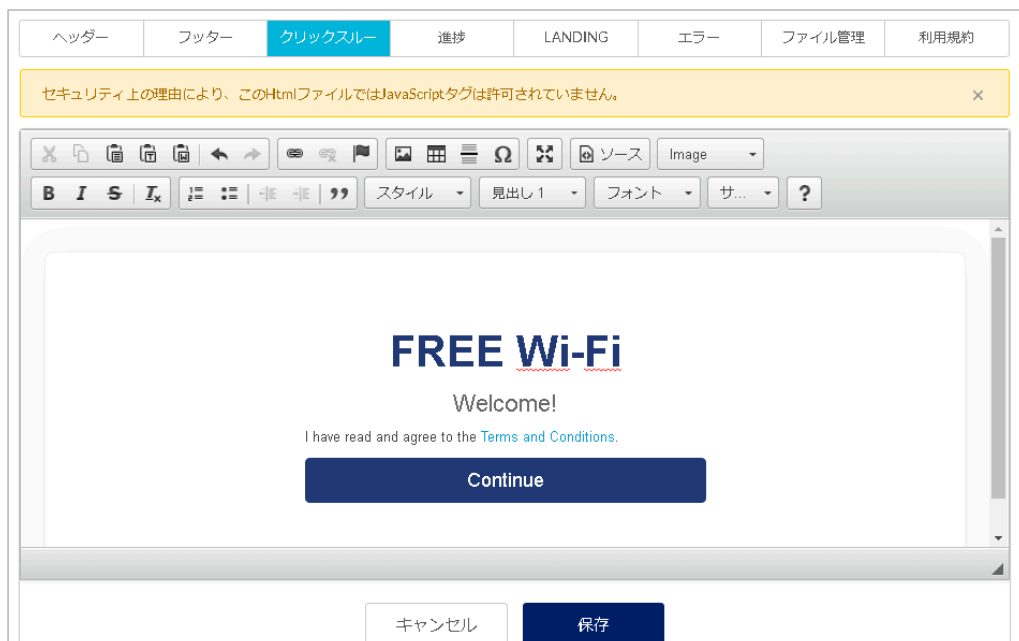 ヘッダー フッター クリックスルー 進捗 LANDING エラー ファイル管理 利用規約
セキュリティ上の理由により、このHtmlファイルではJavaScriptタグは許可されていません。 ×
Ω ソース Image
B I S Ix スタイル 見出し 1 フォント サ... ?
FREE Wi-Fi
Welcome!
I have read and agree to the Terms and Conditions.
Continue
キャンセル 保存